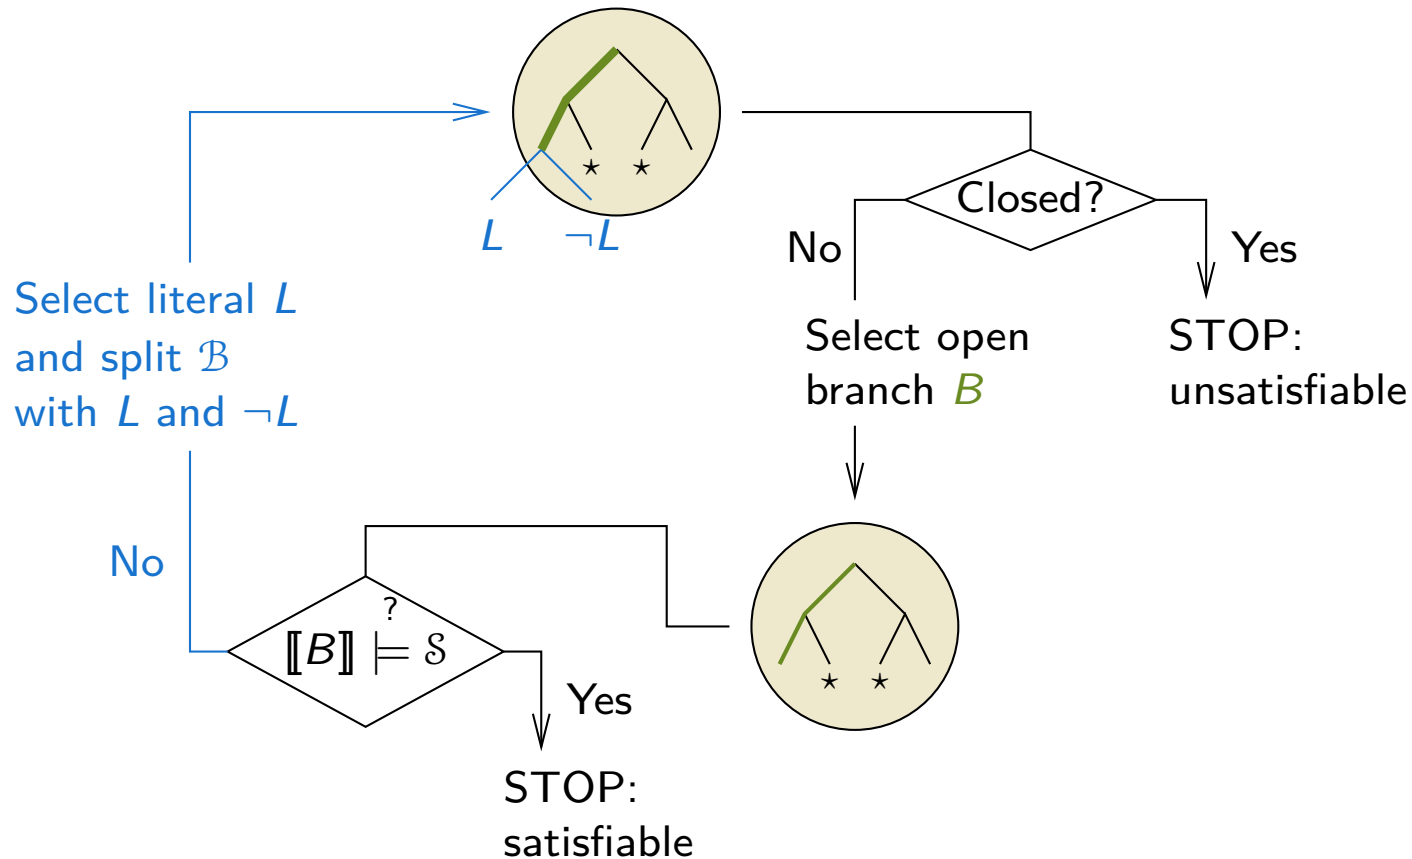 ⋆ ⋆
L ¬L
Closed?
No
Yes
Select literal L
and split ℬ
with L and ¬L
Select open
branch B
STOP:
unsatisfiable
No
?
⟦B⟧ ⊨ 𝒮
⋆ ⋆
Yes
STOP:
satisfiable